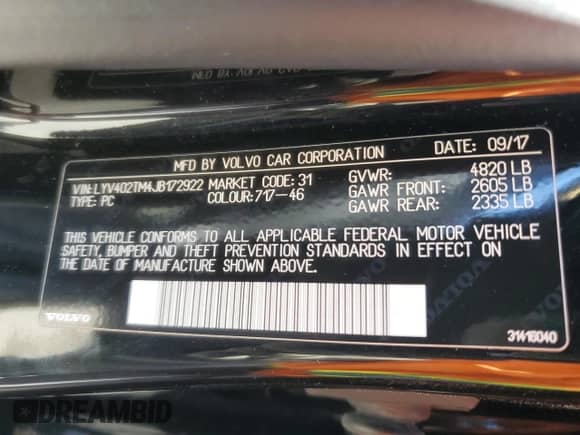 MFD BY VOLVO CAR CORPORATION DATE: 09/17
VIN:LYV402TM4JB172922 MARKET CODE: 31 GVWR: 4820 LB
TYPE: PC COLOUR: 717-46 GAWR FRONT: 2605 LB
GAWR REAR: 2335 LB
THIS VEHICLE CONFORMS TO ALL APPLICABLE FEDERAL MOTOR VEHICLE
SAFETY, BUMPER AND THEFT PREVENTION STANDARDS IN EFFECT ON
THE DATE OF MANUFACTURE SHOWN ABOVE.
VOLVO
31416040
DREAMBID